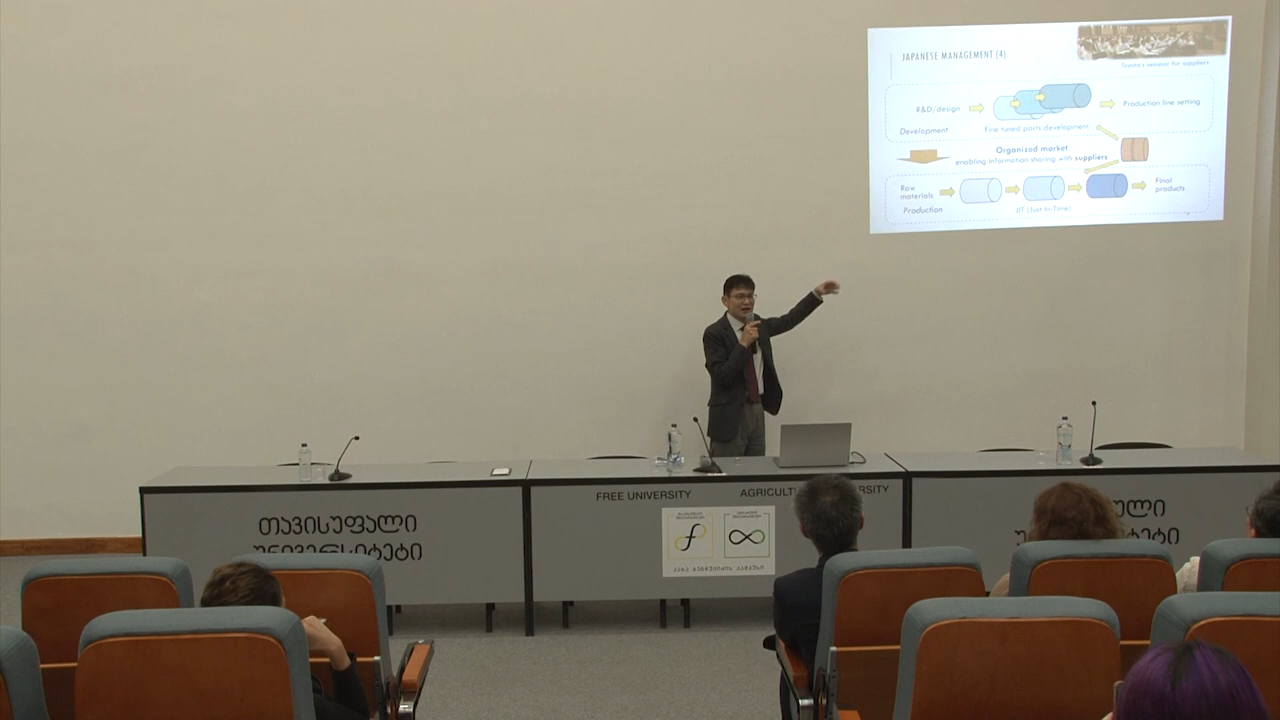 JAPANESE MANAGEMENT (4)
Toyota's seminar for suppliers
R&D/design
Production line setting
Development
Fine tuned parts development
Organized market
enabling information sharing with suppliers
Raw
materials
Final
products
Production
JIT (Just In Time)
FREE UNIVERSITY
თავისუფალი
უნივერსიტეტი